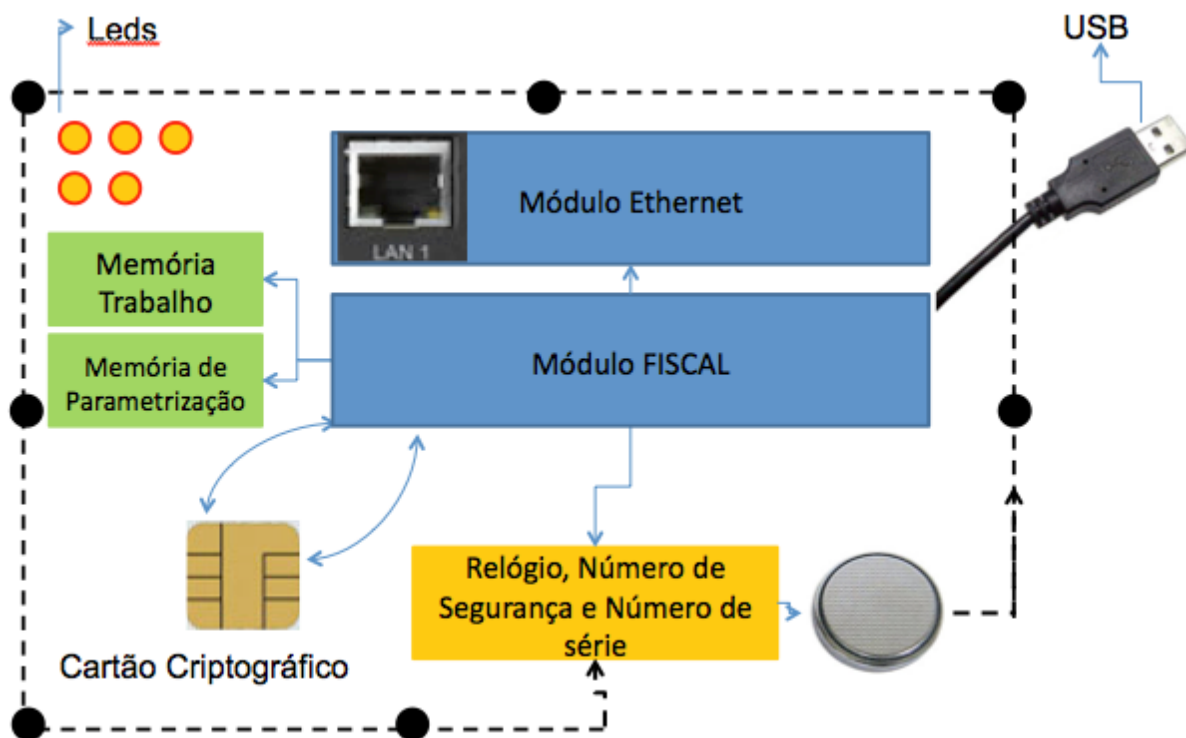 Leds
USB
Módulo Ethernet
LAN 1
Memória
Trabalho
Módulo FISCAL
Memória de
Parametrização
Relógio, Número de
Segurança e Número de
série
Cartão Criptográfico